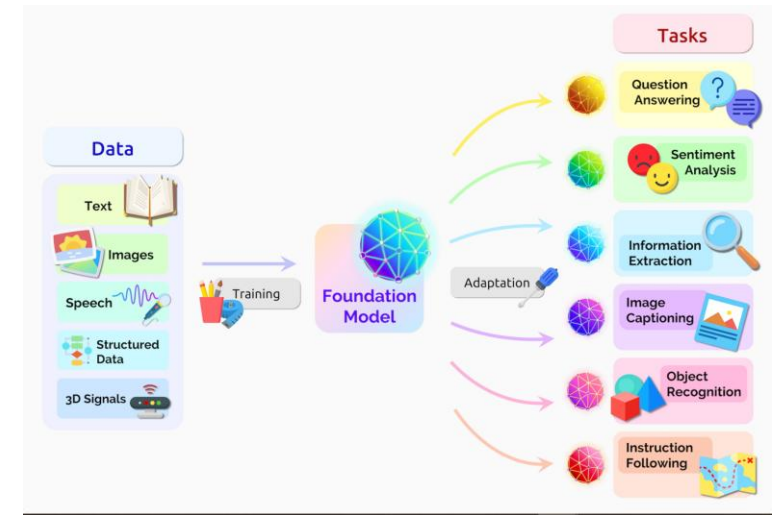 Tasks
Question
Answering
?
Data
Sentiment
Analysis
Text
Images
Information
Extraction
Training
Adaptation
Foundation
Model
Speech
Image
Captioning
Structured
Data
Object
Recognition
3D Signals
Instruction
Following